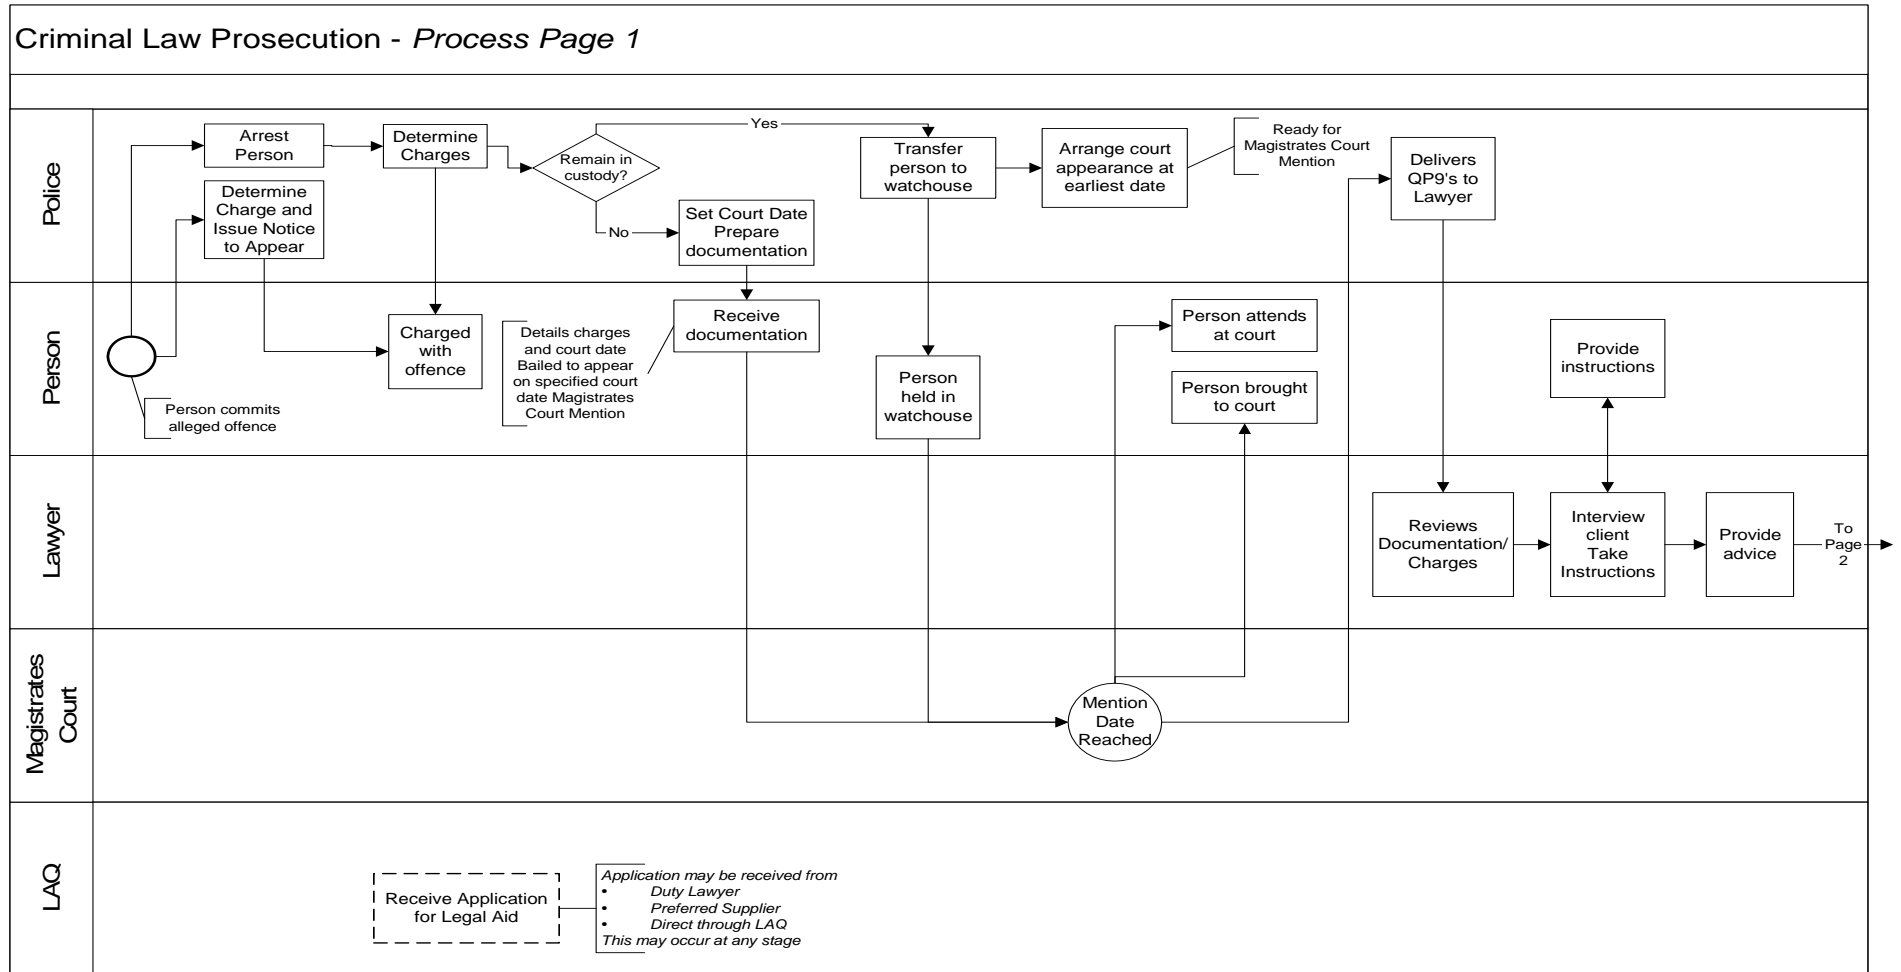 Criminal Law Prosecution - Process Page 1
Police
Arrest
Person
Determine
Charges
Determine
Charge and
Issue Notice
to Appear
Remain in
custody?
Yes
No
Set Court Date
Prepare
documentation
Transfer
person to
watchouse
Arrange court
appearance at
earliest date
Ready for
Magistrates Court
Mention
Delivers
QP9's to
Lawyer
Person
Person commits
alleged offence
Charged
with
offence
Details charges
and court date
Bailed to appear
on specified court
date Magistrates
Court Mention
Receive
documentation
Person
held in
watchouse
Person attends
at court
Person brought
to court
Provide
instructions
Lawyer
Reviews
Documentation/
Charges
Interview
client
Take
Instructions
Provide
advice
To
Page
2
Magistrates
Court
Mention
Date
Reached
LAQ
Receive Application
for Legal Aid
Application may be received from
• Duty Lawyer
• Preferred Supplier
• Direct through LAQ
This may occur at any stage